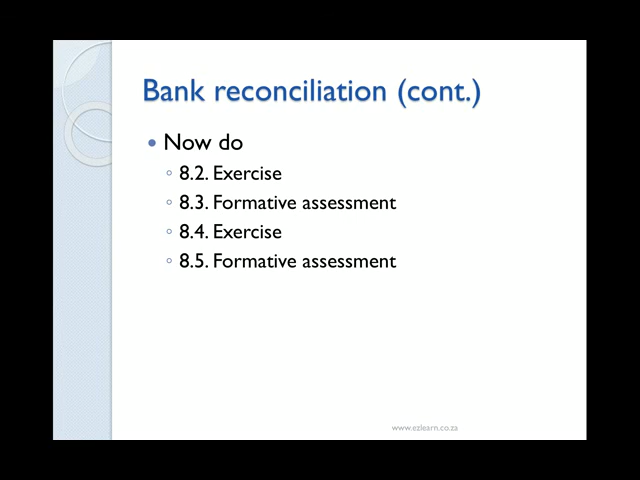 Bank reconciliation (cont.)
• Now do
◦ 8.2. Exercise
◦ 8.3. Formative assessment
◦ 8.4. Exercise
◦ 8.5. Formative assessment
www.ezlearn.co.za